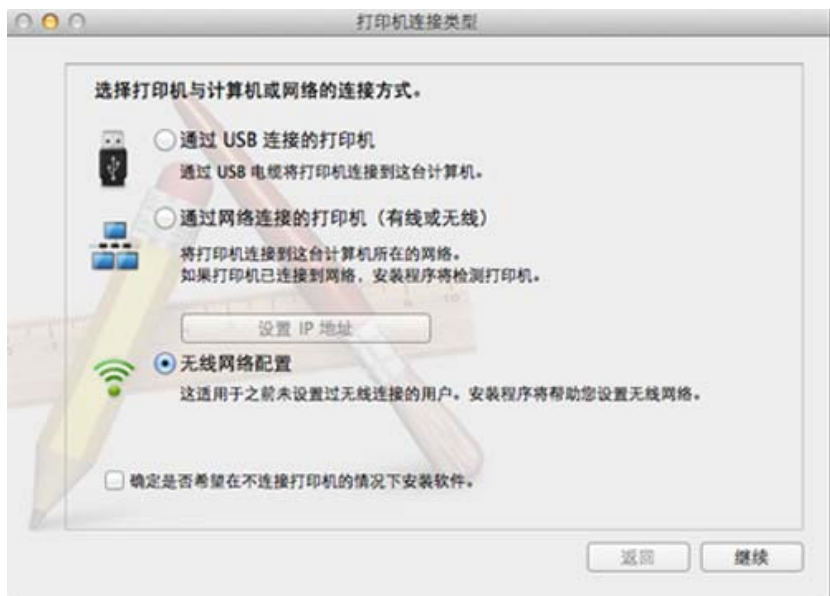 打印机连接类型
选择打印机与计算机或网络的连接方式。
通过 USB 连接的打印机
通过 USB 电缆将打印机连接到这台计算机。
通过网络连接的打印机（有线或无线）
将打印机连接到这台计算机所在的网络。
如果打印机已连接到网络，安装程序将检测打印机。
设置 IP 地址
无线网络配置
这适用于之前未设置过无线连接的用户。安装程序将帮助您设置无线网络。
确定是否希望在不连接打印机的情况下安装软件。
返回
继续